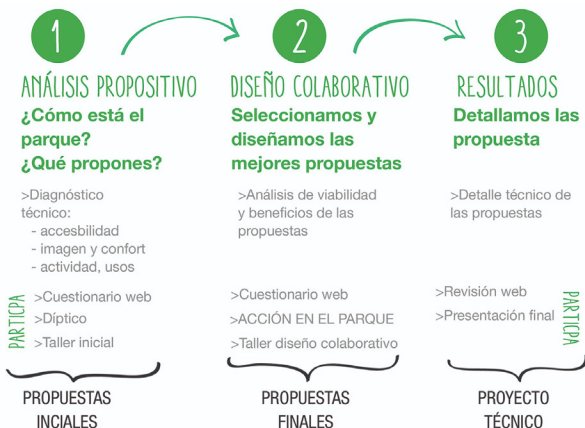 1
ANÁLISIS PROPOSITIVO
¿Cómo está el
parque?
¿Qué propones?
>Diagnóstico
técnico:
- accesbilidad
- imagen y confort
- actividad, usos
PARTICPA
>Cuestionario web
>Díptico
>Taller inicial
PROPUESTAS
INCIALES
2
DISEÑO COLABORATIVO
Seleccionamos y
diseñamos las
mejores propuestas
>Análisis de viabilidad
y beneficios de las
propuestas
>Cuestionario web
>ACCIÓN EN EL PARQUE
>Taller diseño colaborativo
PROPUESTAS
FINALES
3
RESULTADOS
Detallamos las
propuesta
>Detalle técnico de
las propuestas
>Revisión web
>Presentación final
PARTICPA
PROYECTO
TÉCNICO